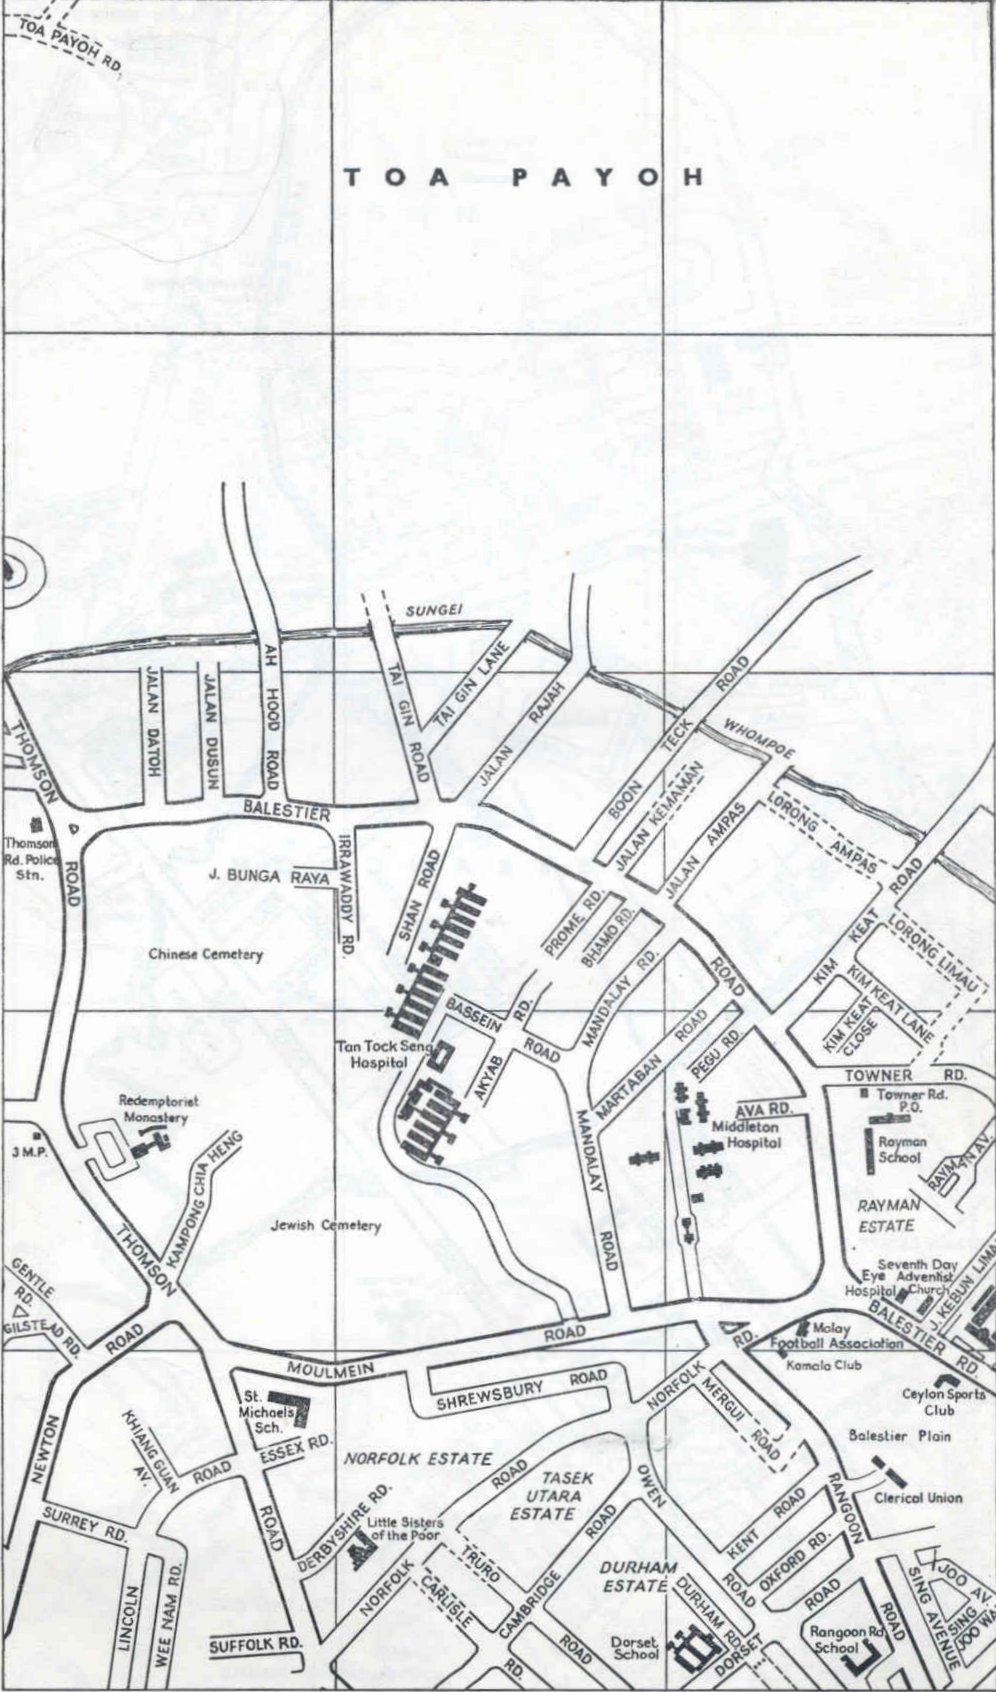 TOA PAYOH RD.
TOA PAYOH
SUNGEI
WHOMPOE
AH HOOD ROAD
JALAN DATOH
JALAN DUSUN
TAI GIN ROAD
TAI GIN LANE
JALAN RAJAH
BOON TECK ROAD
JALAN KEMAMAN
JALAN AMPAS
LORONG AMPAS
KIM KEAT ROAD
LORONG LIMAU
KIM KEAT LANE
KIM KEAT
CLOSE
THOMSON ROAD
BALESTIER ROAD
Thomson
Rd. Police
Stn.
J. BUNGA RAYA
IRRAWADDY RD.
SHAN ROAD
PROME RD.
BHAMO RD.
MANDALAY RD.
Chinese Cemetery
BASSEIN ROAD
RD.
AKYAB
Tan Tock Seng
Hospital
MARTABAN ROAD
PEGU RD.
AVA RD.
Middleton
Hospital
TOWNER RD.
Towner Rd.
P.O.
Rayman
School
RAYMAN AV.
RAYMAN
ESTATE
Redemptorist
Monastery
3 M.P.
KAMPONG CHIA HENG
Jewish Cemetery
MANDALAY ROAD
THOMSON ROAD
GENTLE
RD.
GILSTEAD RD.
Seventh Day
Adventist
Church
Eye
Hospital
J. KEBUN LIMA
BALESTIER RD.
Malay
Football Association
Kamala Club
Ceylon Sports
Club
Balestier Plain
Clerical Union
MOULMEIN ROAD
RD.
SHREWSBURY ROAD
NORFOLK
MERGUI ROAD
St.
Michaels
Sch.
ESSEX RD.
NEWTON
KHIANG GUAN
AV.
ROAD
ROAD
SURREY RD.
LINCOLN
WEE NAM RD.
SUFFOLK RD.
NORFOLK ESTATE
DERBYSHIRE RD.
Little Sisters
of the Poor
NORFOLK ROAD
TASEK
UTARA
ESTATE
TRURO
CARLISLE
RD.
CAMBRIDGE ROAD
ROAD
OWEN ROAD
DURHAM
ESTATE
DURHAM RD.
DORSET
Dorset
School
KENT ROAD
OXFORD RD.
RANGOON ROAD
ROAD
Rangoon Rd.
School
SING AVENUE
JOO AV.
SING
JOO WA